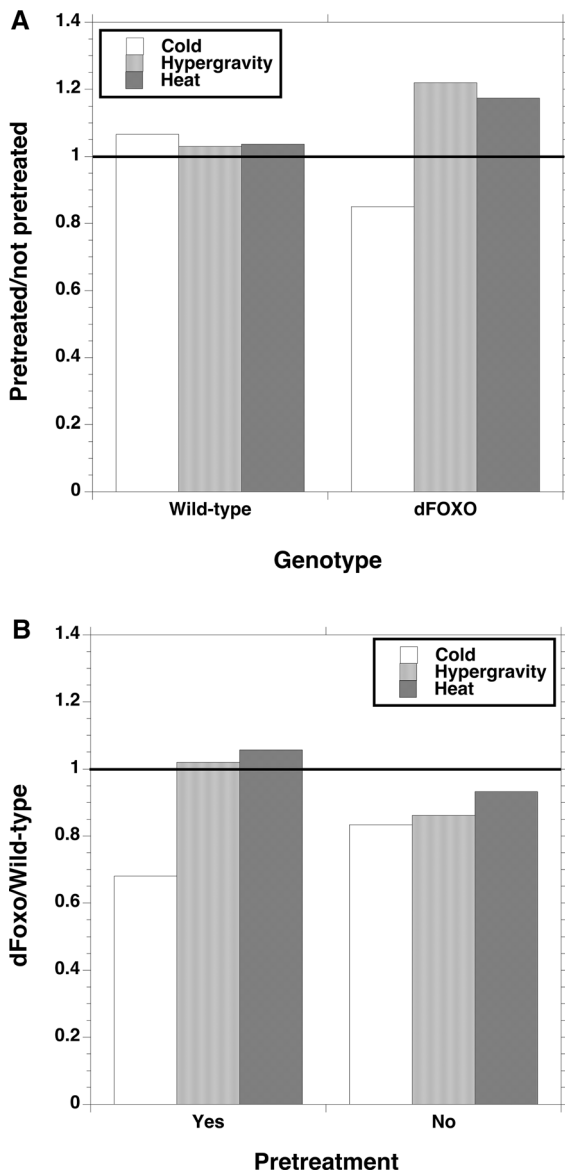 A
1.4
Cold
Hypergravity
Heat
1.2
1
0.8
0.6
0.4
0.2
0
Pretreated/not pretreated
Wild-type dFOXO
Genotype
B
1.4
Cold
Hypergravity
Heat
1.2
1
0.8
0.6
0.4
0.2
0
dFoxo/Wild-type
Yes No
Pretreatment